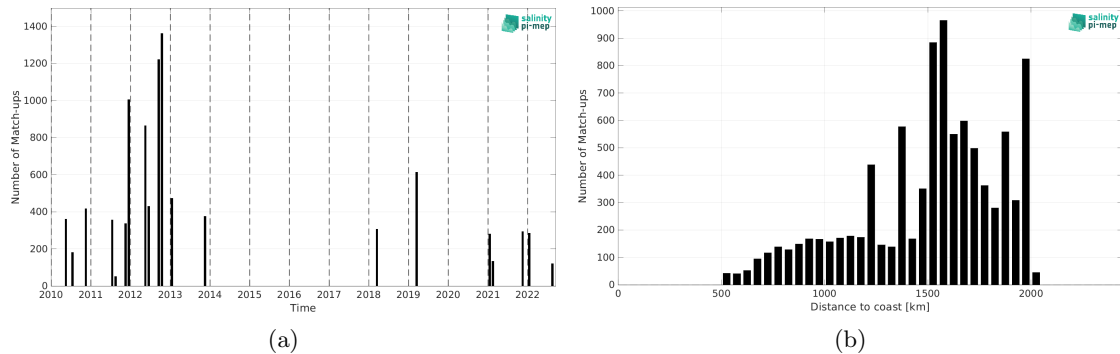 salinity
pi-mep
Number of Match-ups
1400
1200
1000
800
600
400
200
0
2010 2011 2012 2013 2014 2015 2016 2017 2018 2019 2020 2021 2022
Time
(a)
salinity
pi-mep
Number of Match-ups
1000
900
800
700
600
500
400
300
200
100
0
0 500 1000 1500 2000
Distance to coast [km]
(b)